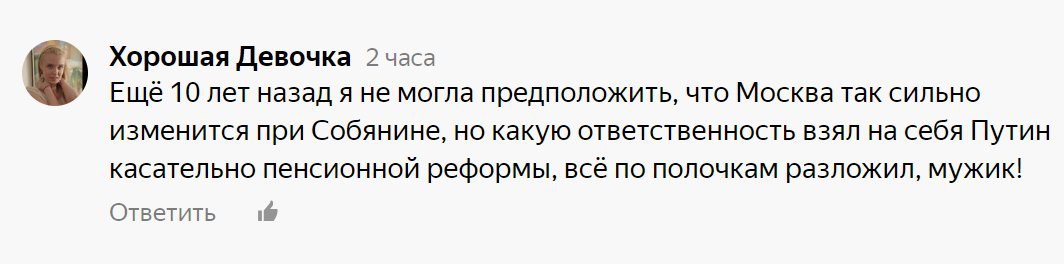 Хорошая Девочка 2 часа
Ещё 10 лет назад я не могла предположить, что Москва так сильно
изменится при Собянине, но какую ответственность взял на себя Путин
касательно пенсионной реформы, всё по полочкам разложил, мужик!
Ответить